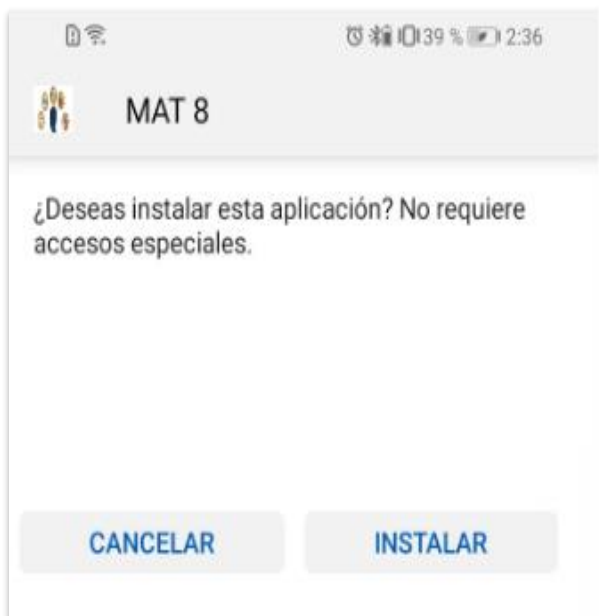 39 % 2:36
MAT 8
¿Deseas instalar esta aplicación? No requiere
accesos especiales.
CANCELAR INSTALAR